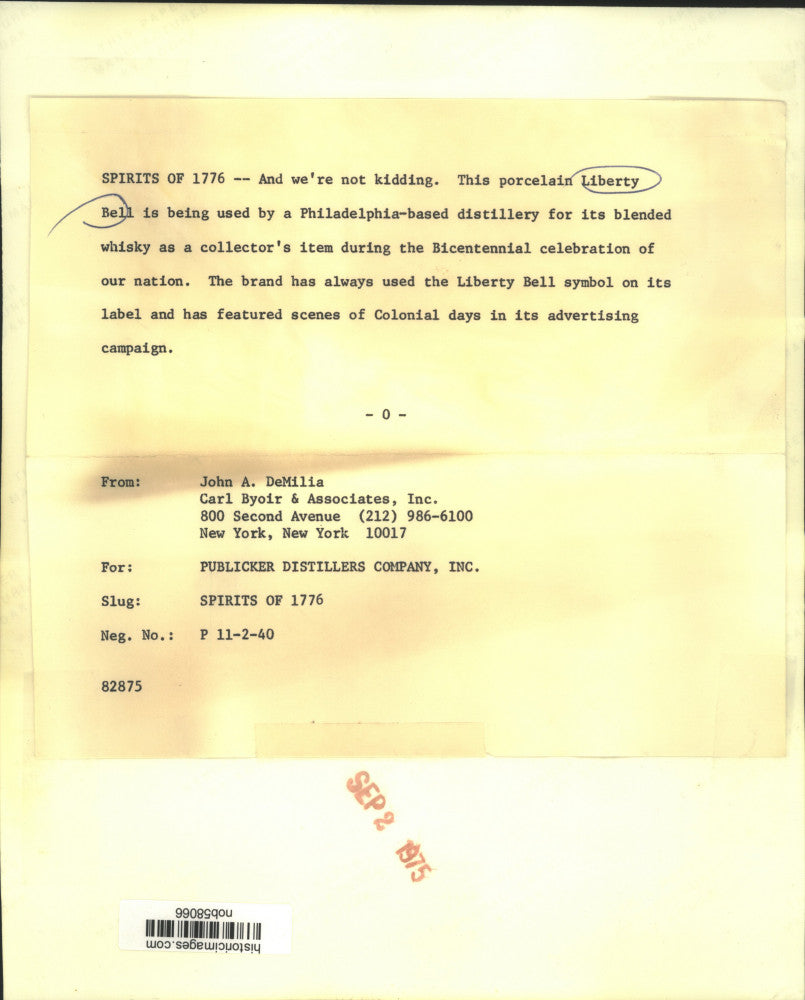 SPIRITS OF 1776 -- And we're not kidding. This porcelain Liberty
Bell is being used by a Philadelphia-based distillery for its blended
whisky as a collector's item during the Bicentennial celebration of
our nation. The brand has always used the Liberty Bell symbol on its
label and has featured scenes of Colonial days in its advertising
campaign.
- 0 -
From: John A. DeMilia
Carl Byoir & Associates, Inc.
800 Second Avenue (212) 986-6100
New York, New York 10017
For: PUBLICKER DISTILLERS COMPANY, INC.
Slug: SPIRITS OF 1776
Neg. No.: P 11-2-40
82875
SEP 2 1975
historicimages.com
nob58066